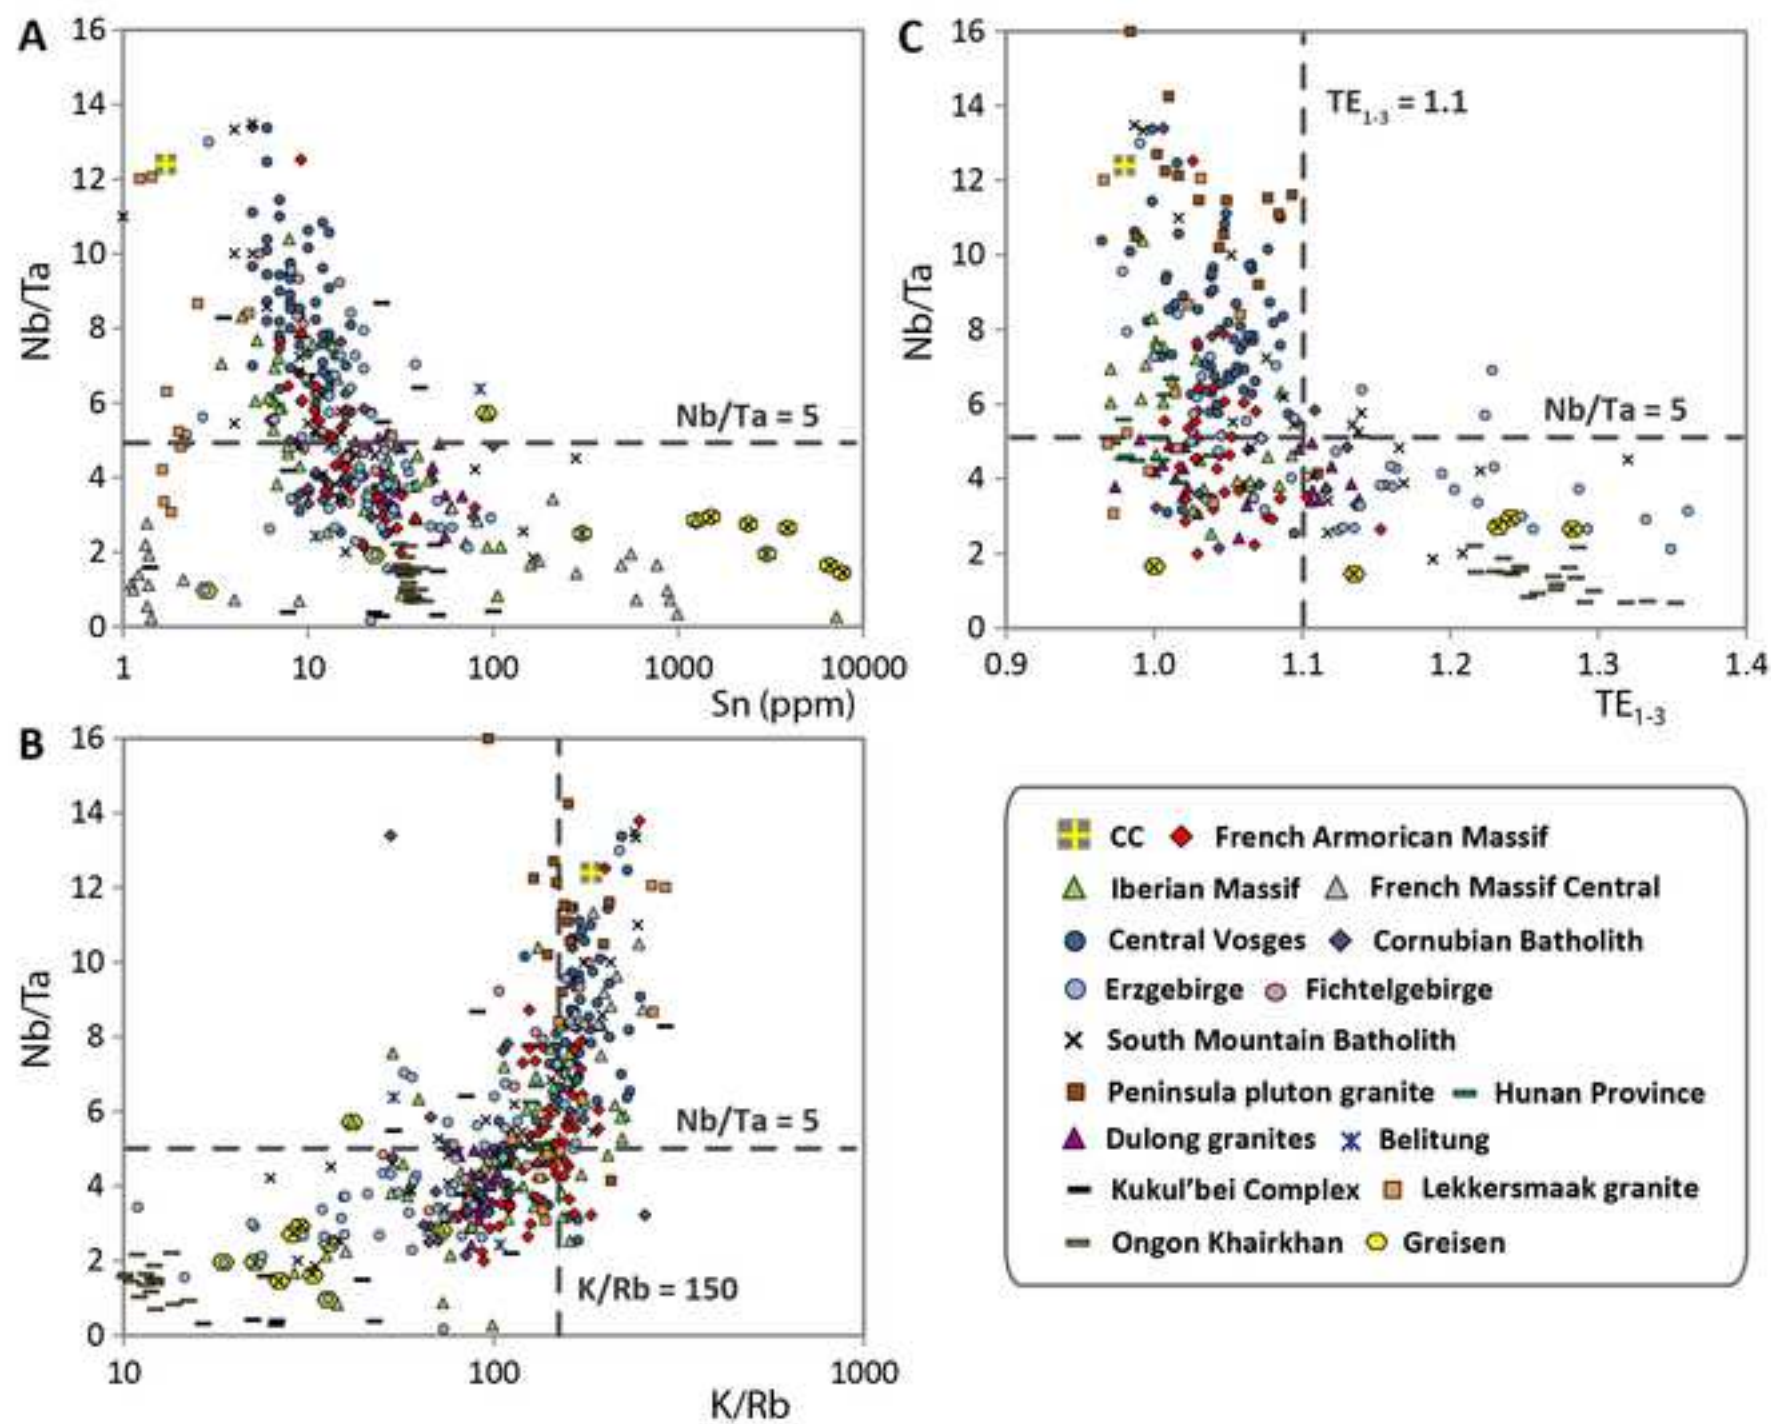 A
16
14
12
10
8
6
4
2
0
Nb/Ta
Nb/Ta = 5
1 10 100 1000 10000
Sn (ppm)
C
16
14
12
10
8
6
4
2
0
Nb/Ta
TE1-3 = 1.1
Nb/Ta = 5
0.9 1.0 1.1 1.2 1.3 1.4
TE1-3
B
16
14
12
10
8
6
4
2
0
Nb/Ta
Nb/Ta = 5
K/Rb = 150
10 100 1000
K/Rb
CC French Armorican Massif
Iberian Massif French Massif Central
Central Vosges Cornubian Batholith
Erzgebirge Fichtelgebirge
South Mountain Batholith
Peninsula pluton granite Hunan Province
Dulong granites Belitung
Kukul'bei Complex Lekkersmaak granite
Ongon Khairkhan Greisen